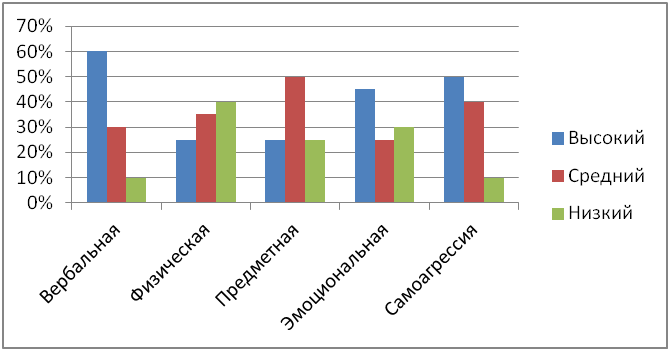 70%
60%
50%
40%
30%
20%
10%
0%
Вербальная
Физическая
Предметная
Эмоциональная
Самоагрессия
Высокий
Средний
Низкий